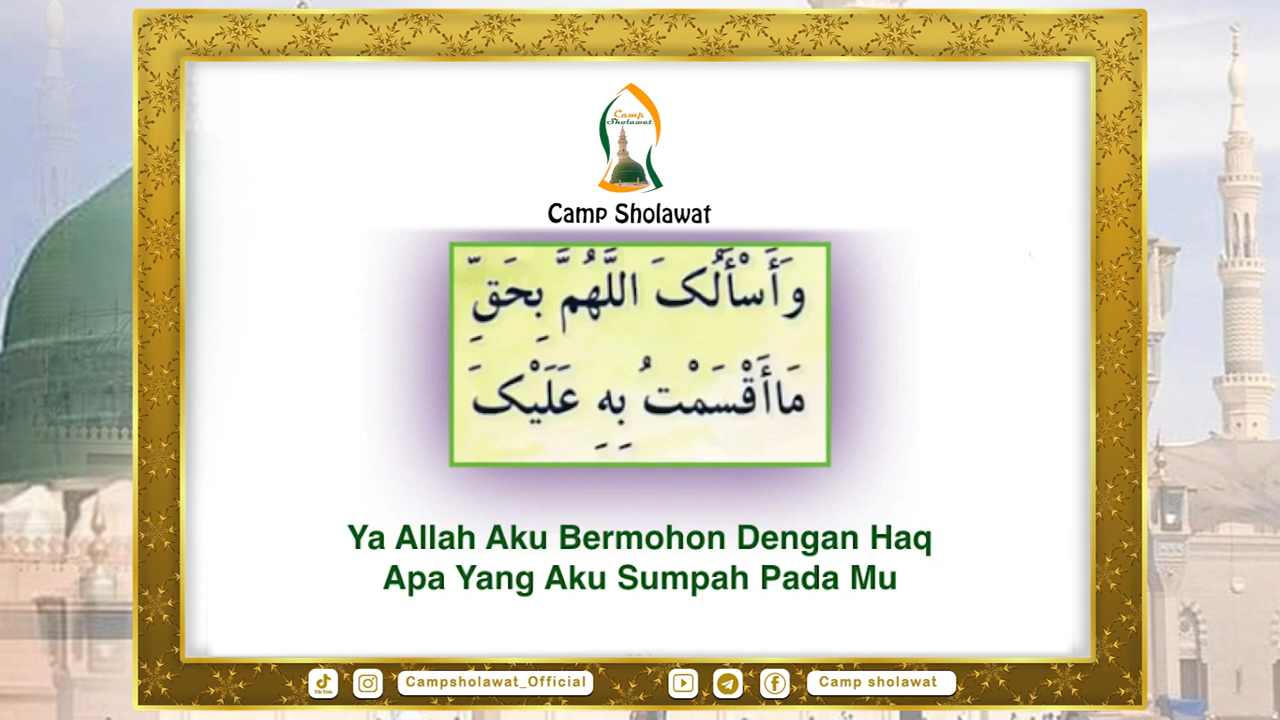 Camp
Sholawat
Camp Sholawat
وَأَسْأَلُکَ اللَّهُمَّ بِحَقِّ
مَاأَقْسَمْتُ بِهِ عَلَيْکَ
Ya Allah Aku Bermohon Dengan Haq
Apa Yang Aku Sumpah Pada Mu
TikTok
Campsholawat_Official
Camp sholawat